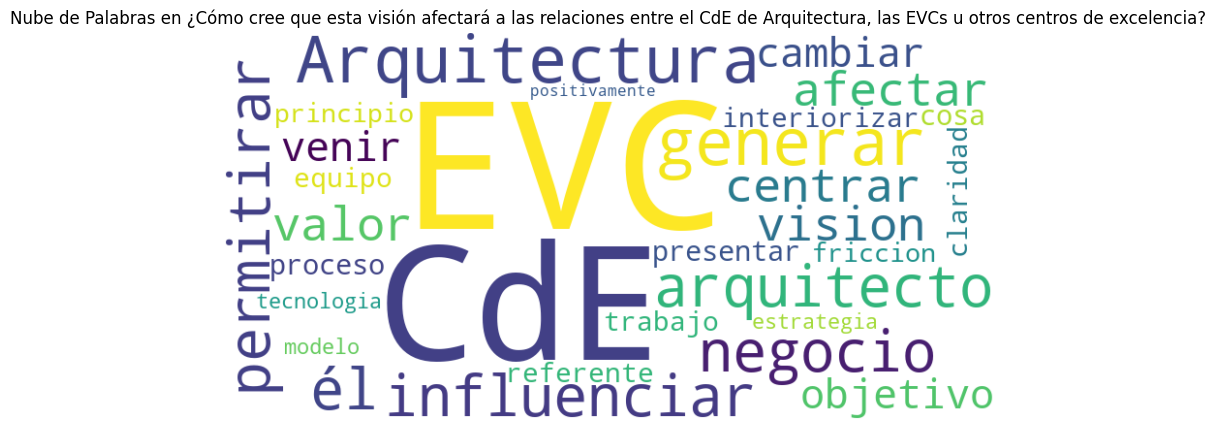 Nube de Palabras en ¿Cómo cree que esta visión afectará a las relaciones entre el CdE de Arquitectura, las EVCs u otros centros de excelencia?
Arquitectura
cambiar
positivamente
afectar
principio
EVC
interiorizar
cosa
venir
generar
equipo
centrar
claridad
permitirar
valor
vision
CdE
presentar
friccion
proceso
arquitecto
tecnologia
trabajo
estrategia
modelo
negocio
referente
él
influenciar
objetivo